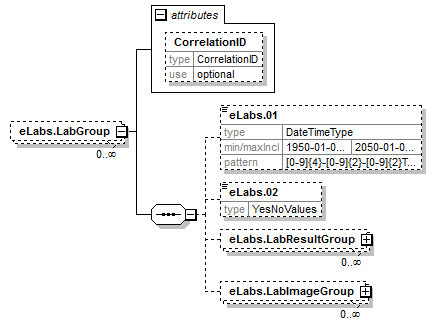 attributes
CorrelationID
type CorrelationID
use optional
eLabs.LabGroup
0..∞
eLabs.01
type DateTimeType
min/maxIncl 1950-01-0... 2050-01-0...
pattern [0-9]{4}-[0-9]{2}-[0-9]{2}T...
eLabs.02
type YesNoValues
eLabs.LabResultGroup
0..∞
eLabs.LabImageGroup
0..∞